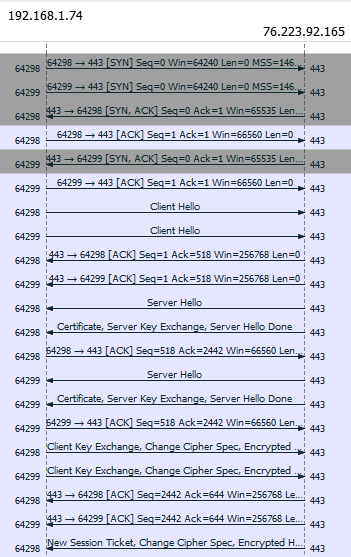 192.168.1.74
76.223.92.165
64298 64298 → 443 [SYN] Seq=0 Win=64240 Len=0 MSS=146... 443
64299 64299 → 443 [SYN] Seq=0 Win=64240 Len=0 MSS=146... 443
64298 443 → 64298 [SYN, ACK] Seq=0 Ack=1 Win=65535 Len... 443
64298 64298 → 443 [ACK] Seq=1 Ack=1 Win=66560 Len=0 443
64299 443 → 64299 [SYN, ACK] Seq=0 Ack=1 Win=65535 Len... 443
64299 64299 → 443 [ACK] Seq=1 Ack=1 Win=66560 Len=0 443
64298 Client Hello 443
64299 Client Hello 443
64298 443 → 64298 [ACK] Seq=1 Ack=518 Win=256768 Len=0 443
64299 443 → 64299 [ACK] Seq=1 Ack=518 Win=256768 Len=0 443
64298 Server Hello 443
64298 Certificate, Server Key Exchange, Server Hello Done 443
64298 64298 → 443 [ACK] Seq=518 Ack=2442 Win=66560 Len... 443
64299 Server Hello 443
64299 Certificate, Server Key Exchange, Server Hello Done 443
64299 64299 → 443 [ACK] Seq=518 Ack=2442 Win=66560 Len... 443
64298 Client Key Exchange, Change Cipher Spec, Encrypted ... 443
64299 Client Key Exchange, Change Cipher Spec, Encrypted ... 443
64298 443 → 64298 [ACK] Seq=2442 Ack=644 Win=256768 Le... 443
64299 443 → 64299 [ACK] Seq=2442 Ack=644 Win=256768 Le... 443
64298 New Session Ticket, Change Cipher Spec, Encrypted H... 443